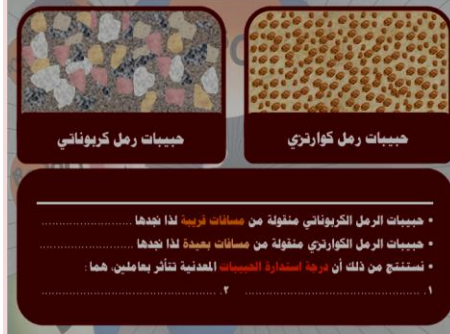 حبيبات رمل كوارتزي
حبيبات رمل كربوناتي
• حبيبات الرمل الكربوناتي منقولة من مسافات قريبة لذا نجدها ........................
• حبيبات الرمل الكوارتزي منقولة من مسافات بعيدة لذا نجدها ........................
• نستنتج من ذلك أن درجة استدارة الحبيبات المعدنية تتأثر بعاملين، هما :
١. ............................................ ٢. ............................................